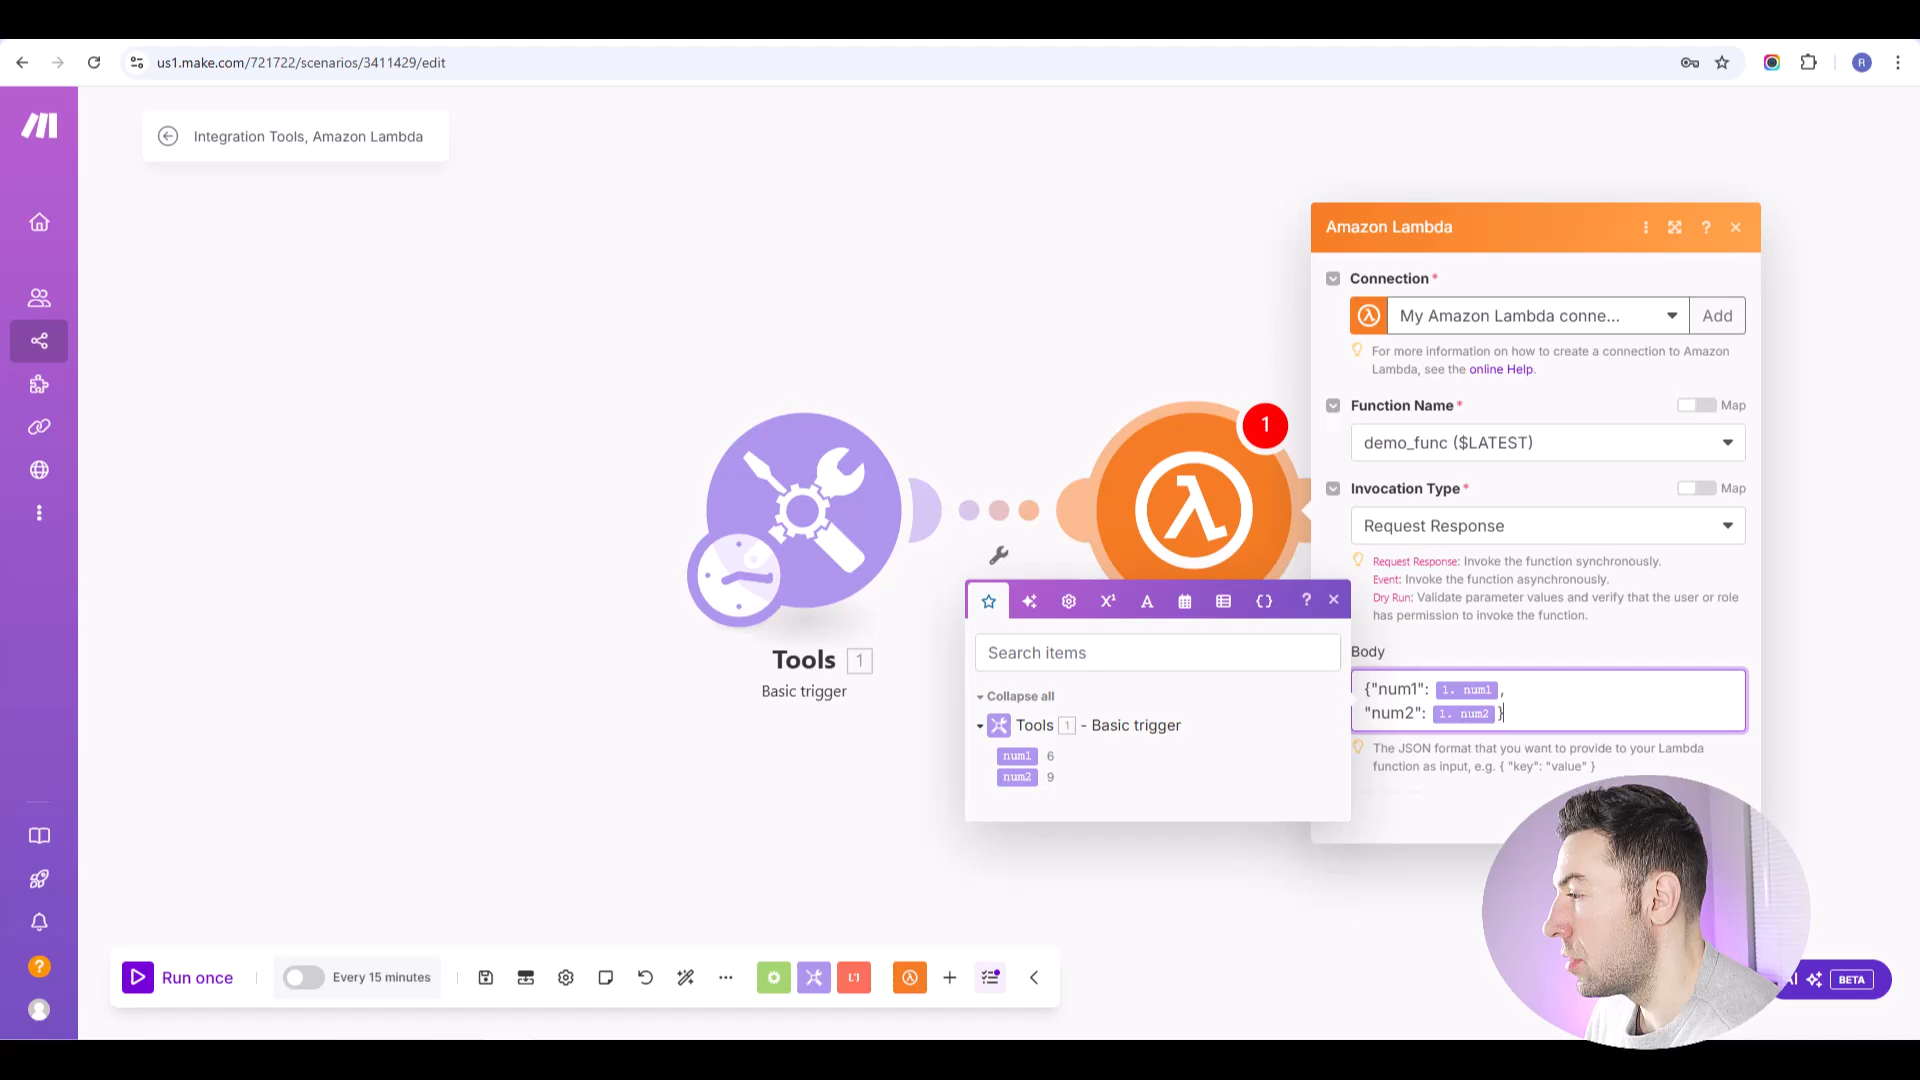 us1.make.com/721722/scenarios/3411429/edit
R
Integration Tools, Amazon Lambda
Amazon Lambda
?
Connection *
My Amazon Lambda conne...
Add
For more information on how to create a connection to Amazon
Lambda, see the online Help.
Function Name *
Map
demo_func ($LATEST)
Invocation Type *
Map
Request Response
Request Response: Invoke the function synchronously.
Event: Invoke the function asynchronously.
Dry Run: Validate parameter values and verify that the user or role
has permission to invoke the function.
Body
{"num1": 1. num1 ,
"num2": 1. num2 }
The JSON format that you want to provide to your Lambda
function as input, e.g. { "key": "value" }
1
Tools 1
Basic trigger
?
Search items
Collapse all
Tools 1 - Basic trigger
num1 6
num2 9
Run once
Every 15 minutes
?
AI
BETA